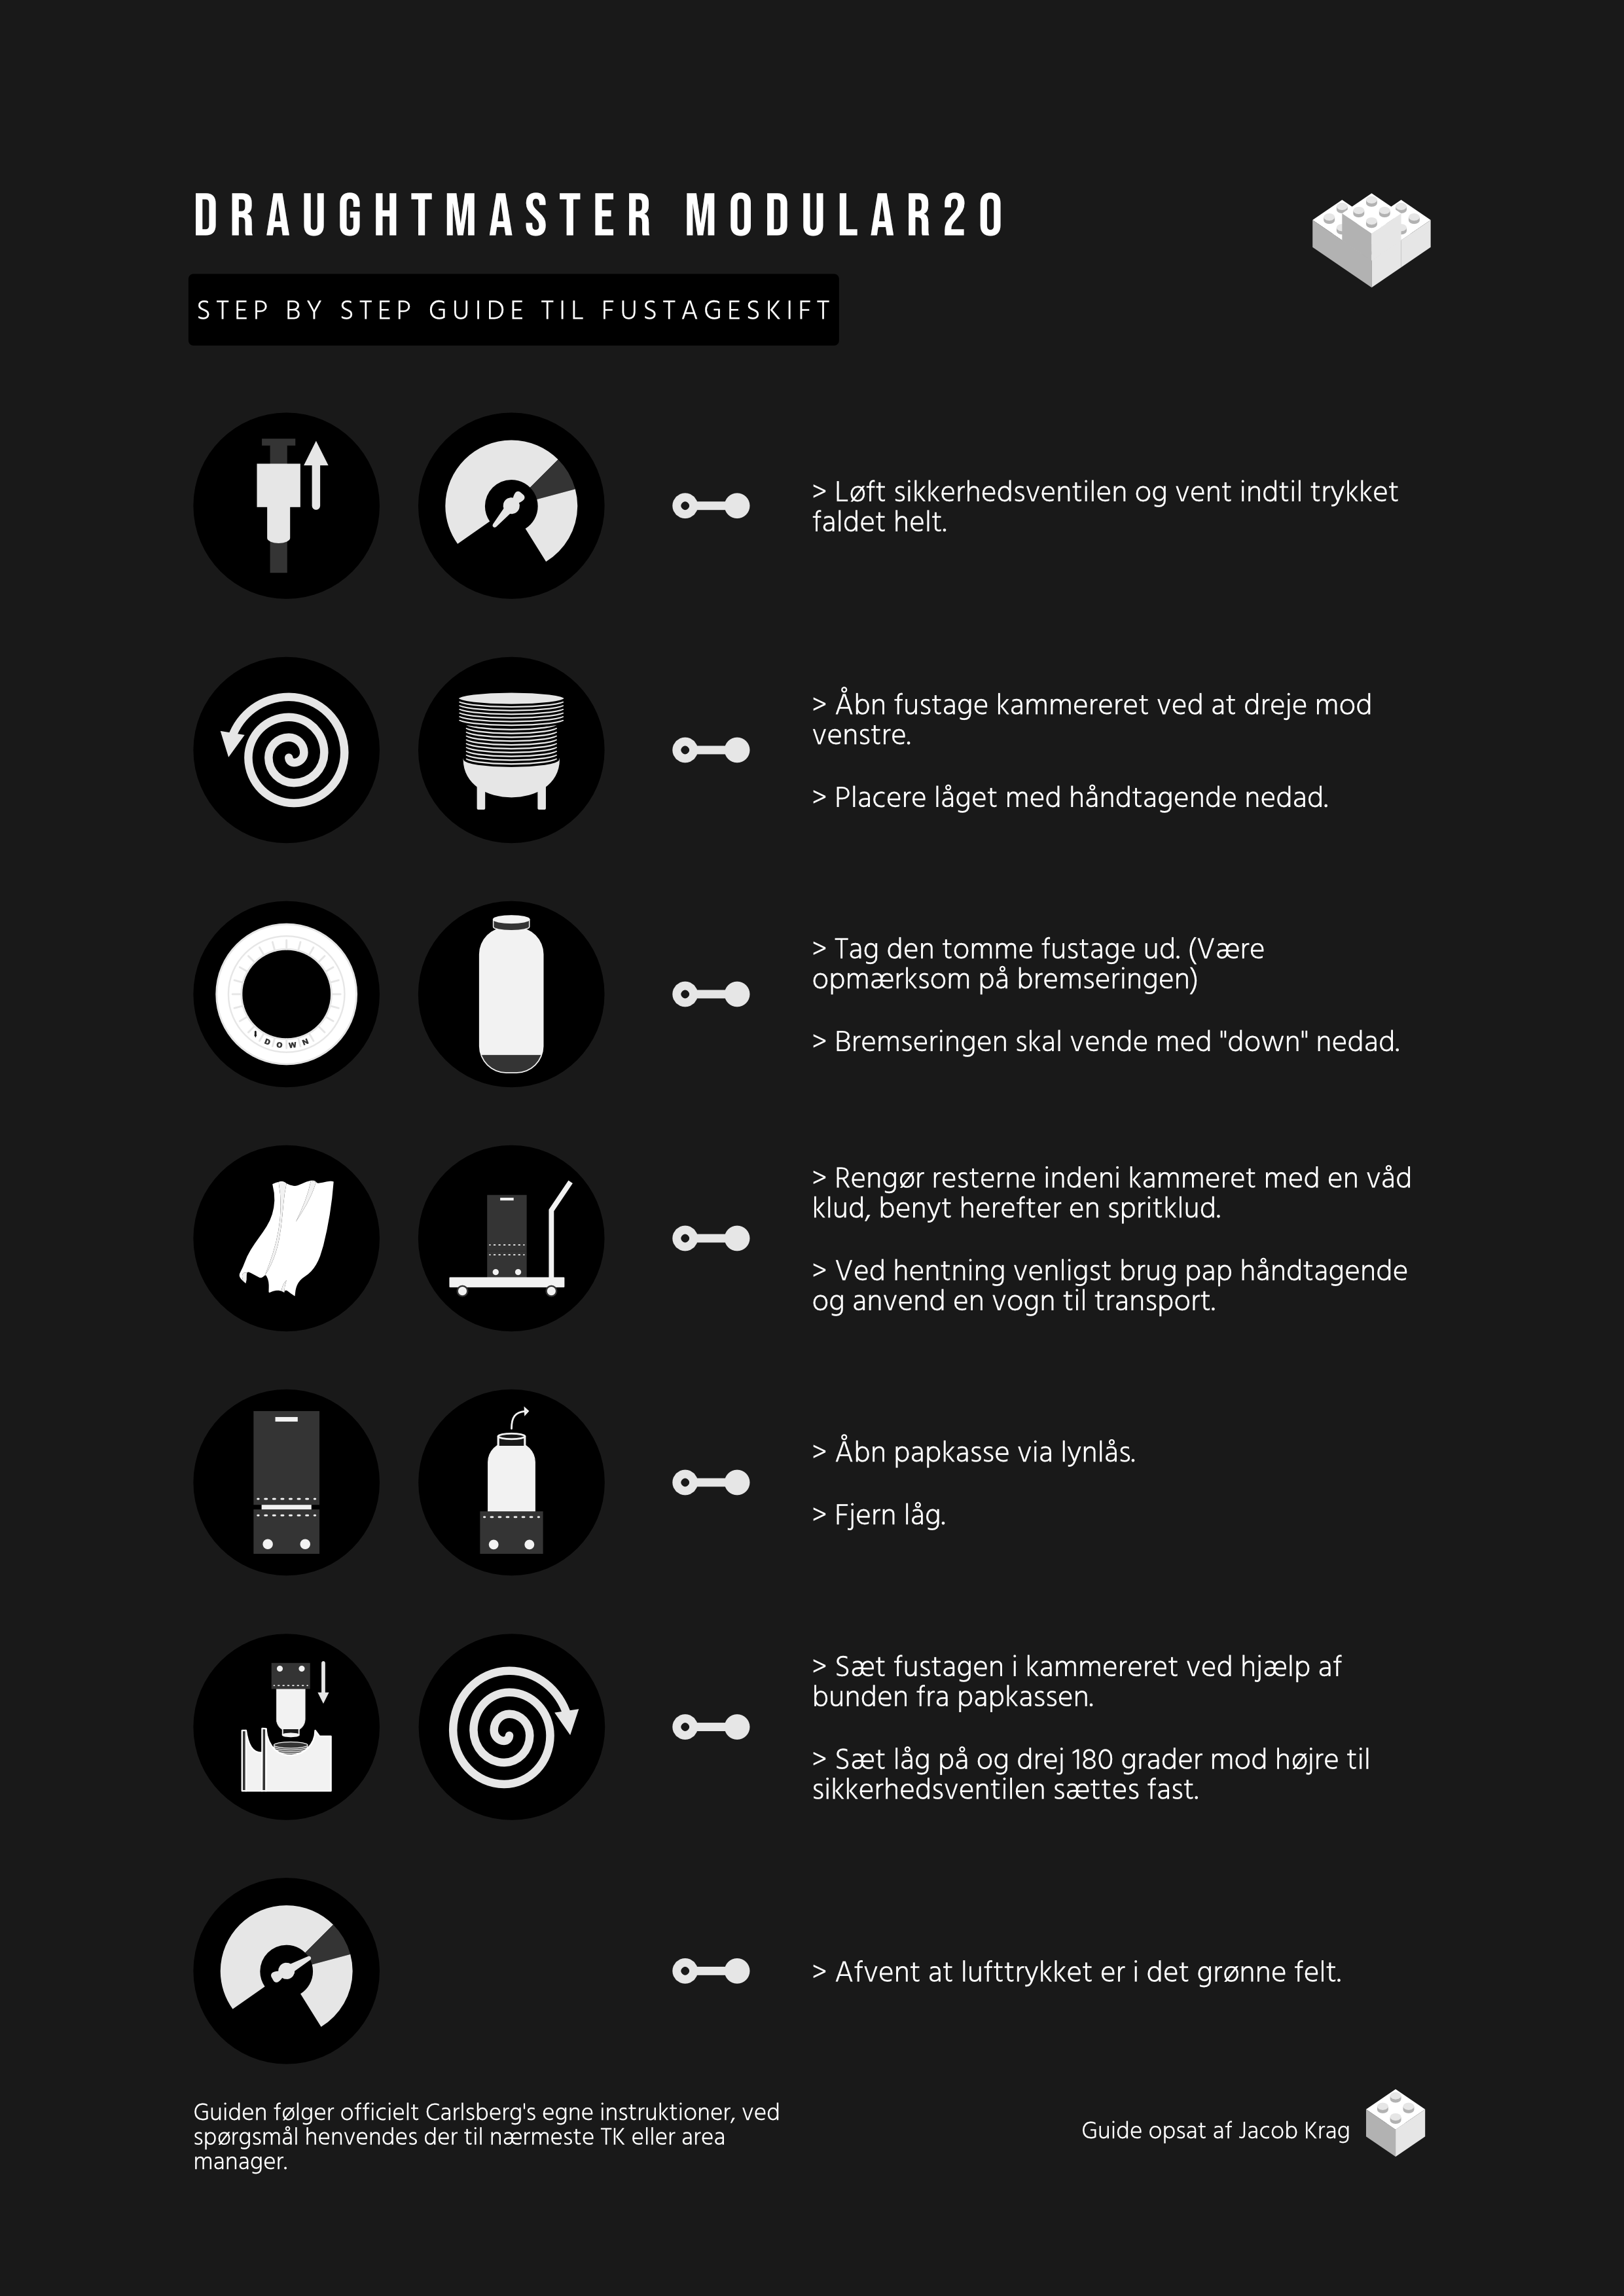 DRAUGHTMASTER MODULAR20
STEP BY STEP GUIDE TIL FUSTAGESKIFT
> Løft sikkerhedsventilen og vent indtil trykket
faldet helt.
> Åbn fustage kammereret ved at dreje mod
venstre.
> Placere låget med håndtagende nedad.
DOWN
> Tag den tomme fustage ud. (Være
opmærksom på bremseringen)
> Bremseringen skal vende med "down" nedad.
> Rengør resterne indeni kammeret med en våd
klud, benyt herefter en spritklud.
> Ved hentning venligst brug pap håndtagende
og anvend en vogn til transport.
> Åbn papkasse via lynlås.
> Fjern låg.
> Sæt fustagen i kammereret ved hjælp af
bunden fra papkassen.
> Sæt låg på og drej 180 grader mod højre til
sikkerhedsventilen sættes fast.
> Afvent at lufttrykket er i det grønne felt.
Guiden følger officielt Carlsberg's egne instruktioner, ved
spørgsmål henvendes der til nærmeste TK eller area
manager.
Guide opsat af Jacob Krag